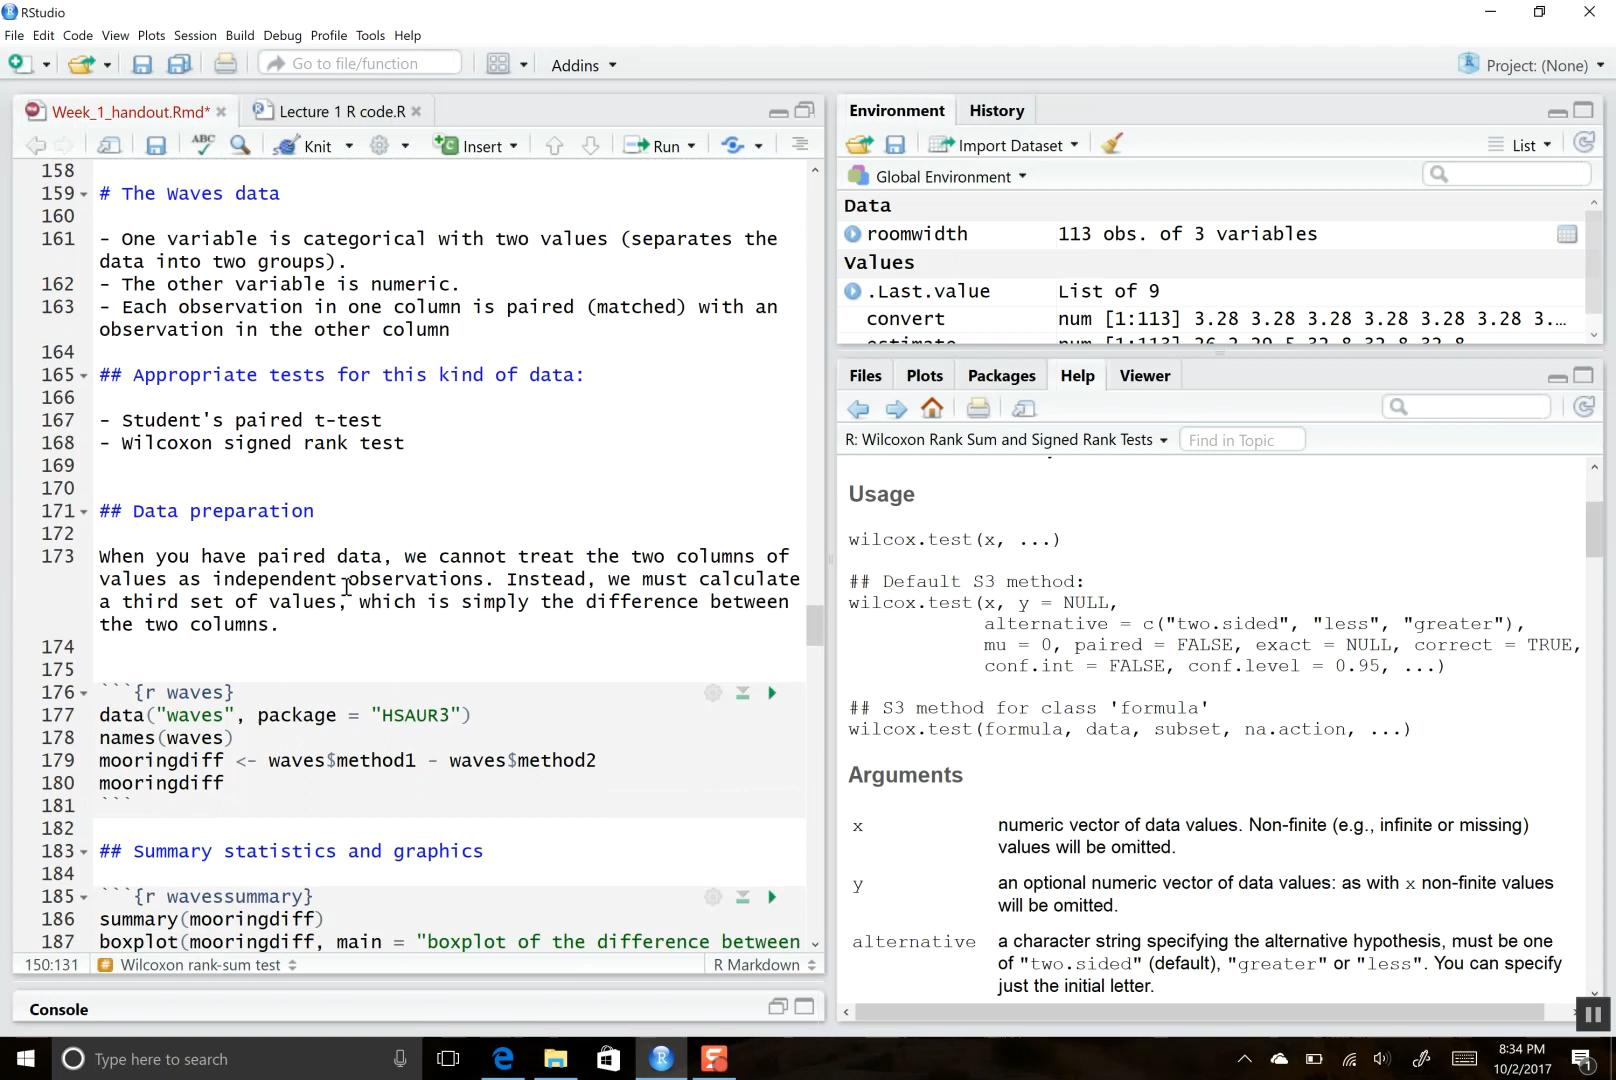 RStudio
File Edit Code View Plots Session Build Debug Profile Tools Help
Go to file/function Addins Project: (None)
Week_1_handout.Rmd* Lecture 1 R code.R
ABC Knit Insert Run
158
159 # The Waves data
160
161 - One variable is categorical with two values (separates the
data into two groups).
162 - The other variable is numeric.
163 - Each observation in one column is paired (matched) with an
observation in the other column
164
165 ## Appropriate tests for this kind of data:
166
167 - Student's paired t-test
168 - Wilcoxon signed rank test
169
170
171 ## Data preparation
172
173 When you have paired data, we cannot treat the two columns of
values as independent observations. Instead, we must calculate
a third set of values, which is simply the difference between
the two columns.
174
175
176 ```{r waves}
177 data("waves", package = "HSAUR3")
178 names(waves)
179 mooringdiff <- waves$method1 - waves$method2
180 mooringdiff
181 ```
182
183 ## Summary statistics and graphics
184
185 ```{r wavessummary}
186 summary(mooringdiff)
187 boxplot(mooringdiff, main = "boxplot of the difference between
150:131 # Wilcoxon rank-sum test R Markdown
Console
Environment History
Import Dataset List
Global Environment
Data
roomwidth 113 obs. of 3 variables
Values
.Last.value List of 9
convert num [1:113] 3.28 3.28 3.28 3.28 3.28 3.28 3.…
estimate num [1:113] 26.2 29.5 32.8 32.8 32.8
Files Plots Packages Help Viewer
R: Wilcoxon Rank Sum and Signed Rank Tests Find in Topic
Usage
wilcox.test(x, ...)
## Default S3 method:
wilcox.test(x, y = NULL,
alternative = c("two.sided", "less", "greater"),
mu = 0, paired = FALSE, exact = NULL, correct = TRUE,
conf.int = FALSE, conf.level = 0.95, ...)
## S3 method for class 'formula'
wilcox.test(formula, data, subset, na.action, ...)
Arguments
x numeric vector of data values. Non-finite (e.g., infinite or missing)
values will be omitted.
y an optional numeric vector of data values: as with x non-finite values
will be omitted.
alternative a character string specifying the alternative hypothesis, must be one
of "two.sided" (default), "greater" or "less". You can specify
just the initial letter.
Type here to search
8:34 PM
10/2/2017
1